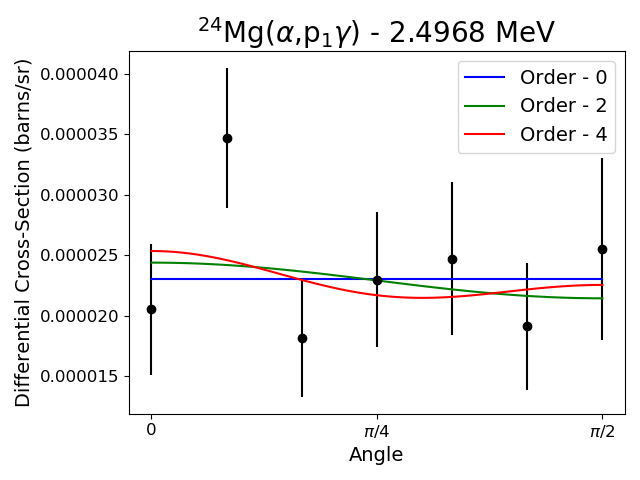 ²⁴Mg(α,p₁γ) - 2.4968 MeV
Order - 0
Order - 2
Order - 4
Differential Cross-Section (barns/sr)
0.000040
0.000035
0.000030
0.000025
0.000020
0.000015
0 π/4 π/2
Angle